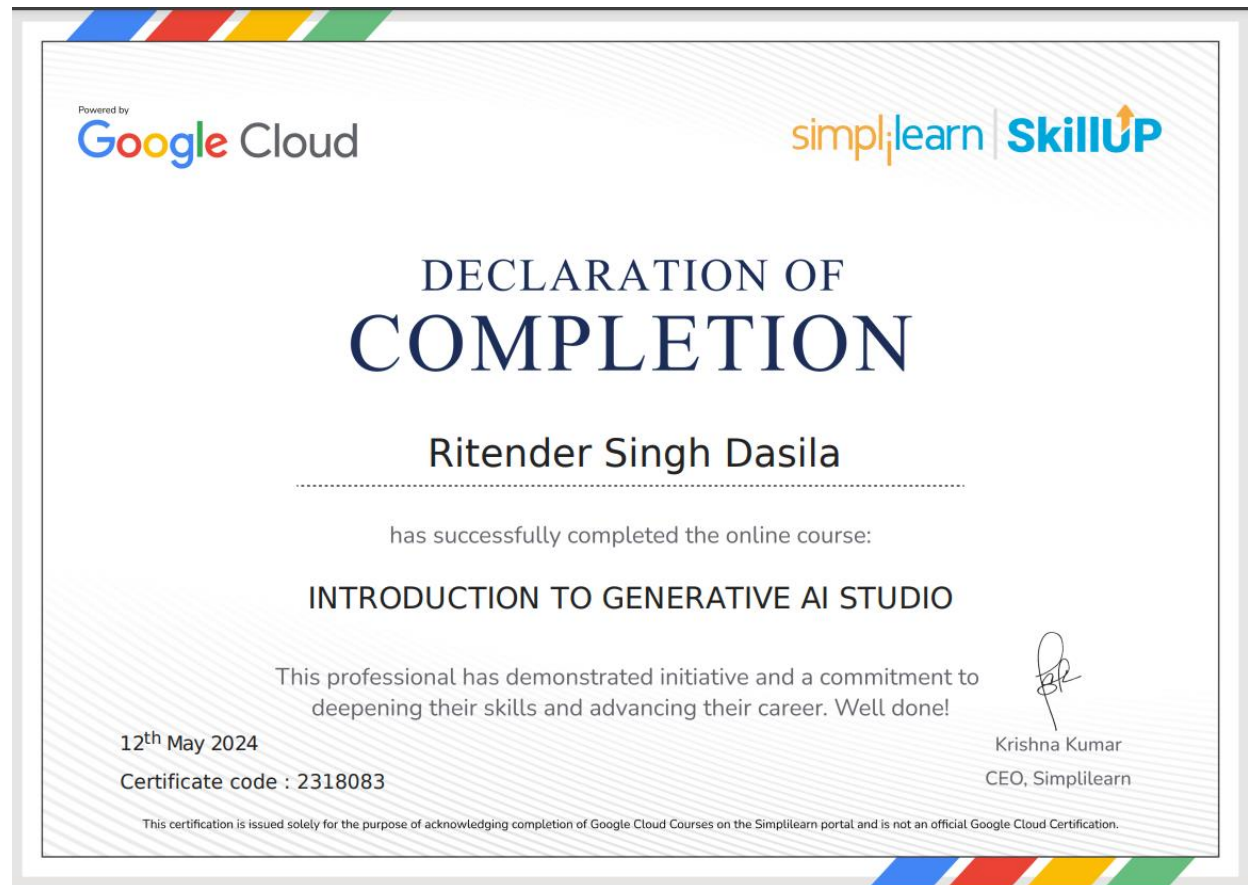 Powered by
Google Cloud
simplilearn | SkillUP
DECLARATION OF
COMPLETION
Ritender Singh Dasila
has successfully completed the online course:
INTRODUCTION TO GENERATIVE AI STUDIO
This professional has demonstrated initiative and a commitment to
deepening their skills and advancing their career. Well done!
12th May 2024
Certificate code : 2318083
Krishna Kumar
CEO, Simplilearn
This certification is issued solely for the purpose of acknowledging completion of Google Cloud Courses on the Simplilearn portal and is not an official Google Cloud Certification.